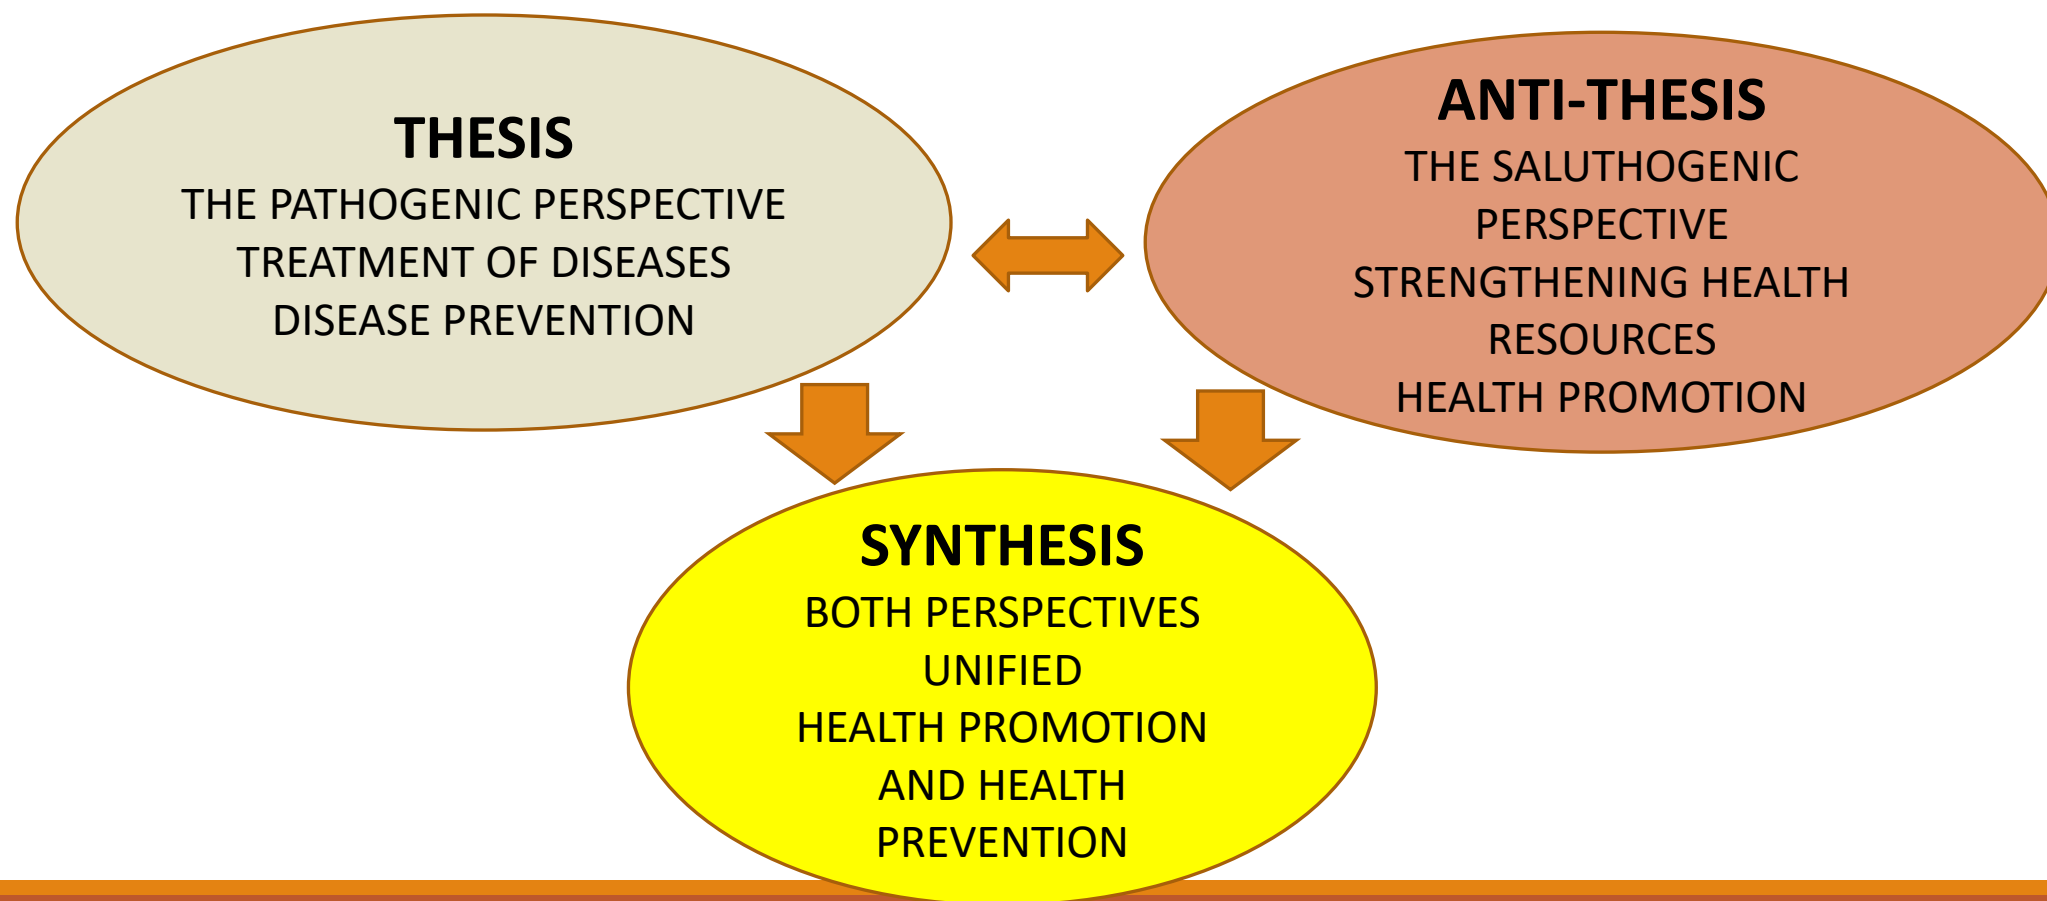 THESIS
THE PATHOGENIC PERSPECTIVE
TREATMENT OF DISEASES
DISEASE PREVENTION
ANTI-THESIS
THE SALUTHOGENIC
PERSPECTIVE
STRENGTHENING HEALTH
RESOURCES
HEALTH PROMOTION
SYNTHESIS
BOTH PERSPECTIVES
UNIFIED
HEALTH PROMOTION
AND HEALTH
PREVENTION